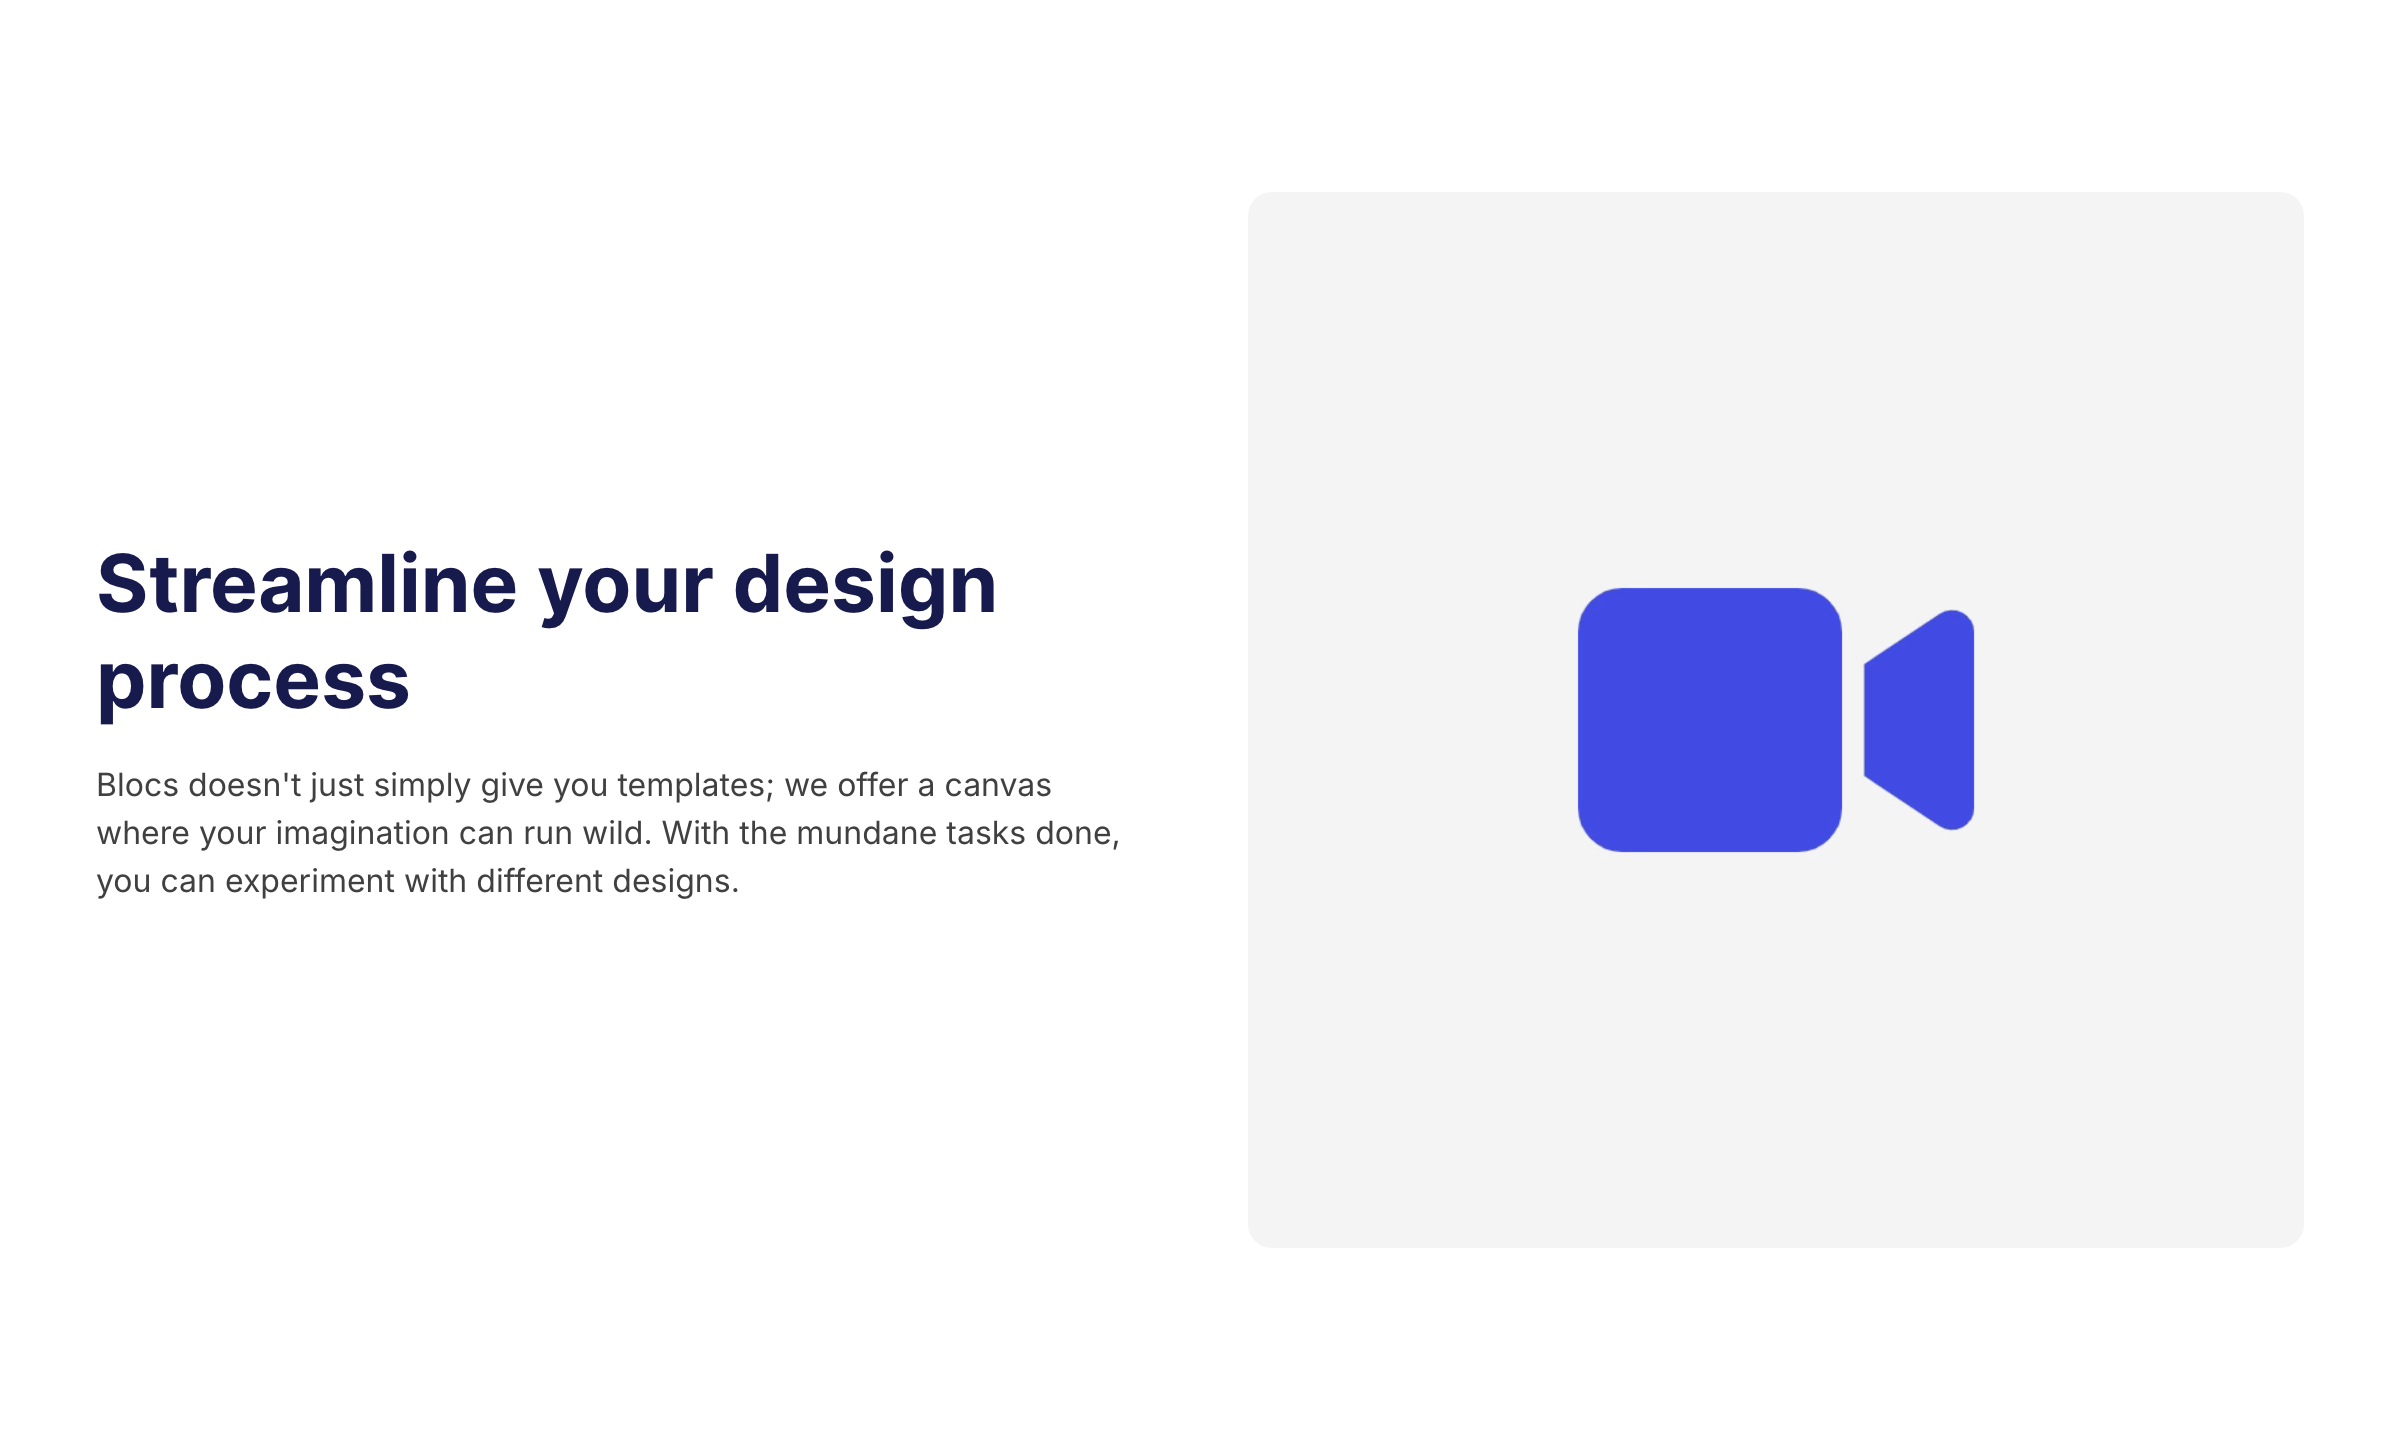 Streamline your design
process
Blocs doesn't just simply give you templates; we offer a canvas
where your imagination can run wild. With the mundane tasks done,
you can experiment with different designs.